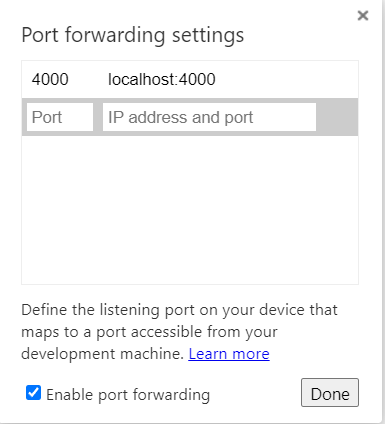 Port forwarding settings
4000 localhost:4000
Port IP address and port
Define the listening port on your device that
maps to a port accessible from your
development machine. Learn more
Enable port forwarding Done